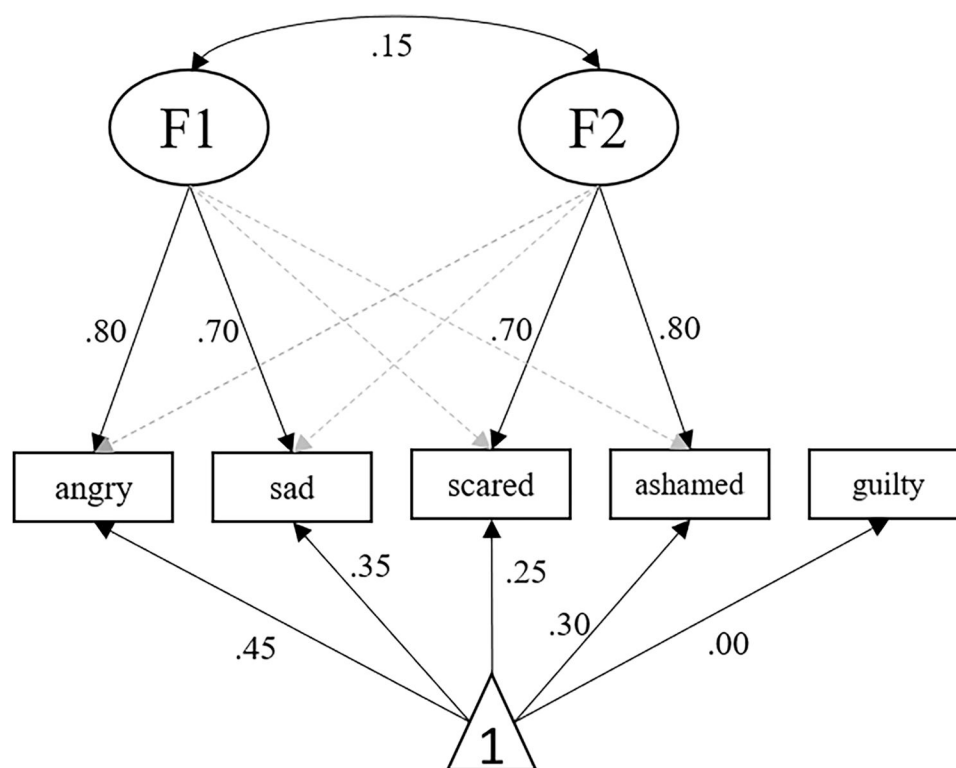 .15
F1 F2
.80 .70 .70 .80
angry sad scared ashamed guilty
.35 .25
.30
.45 .00
1